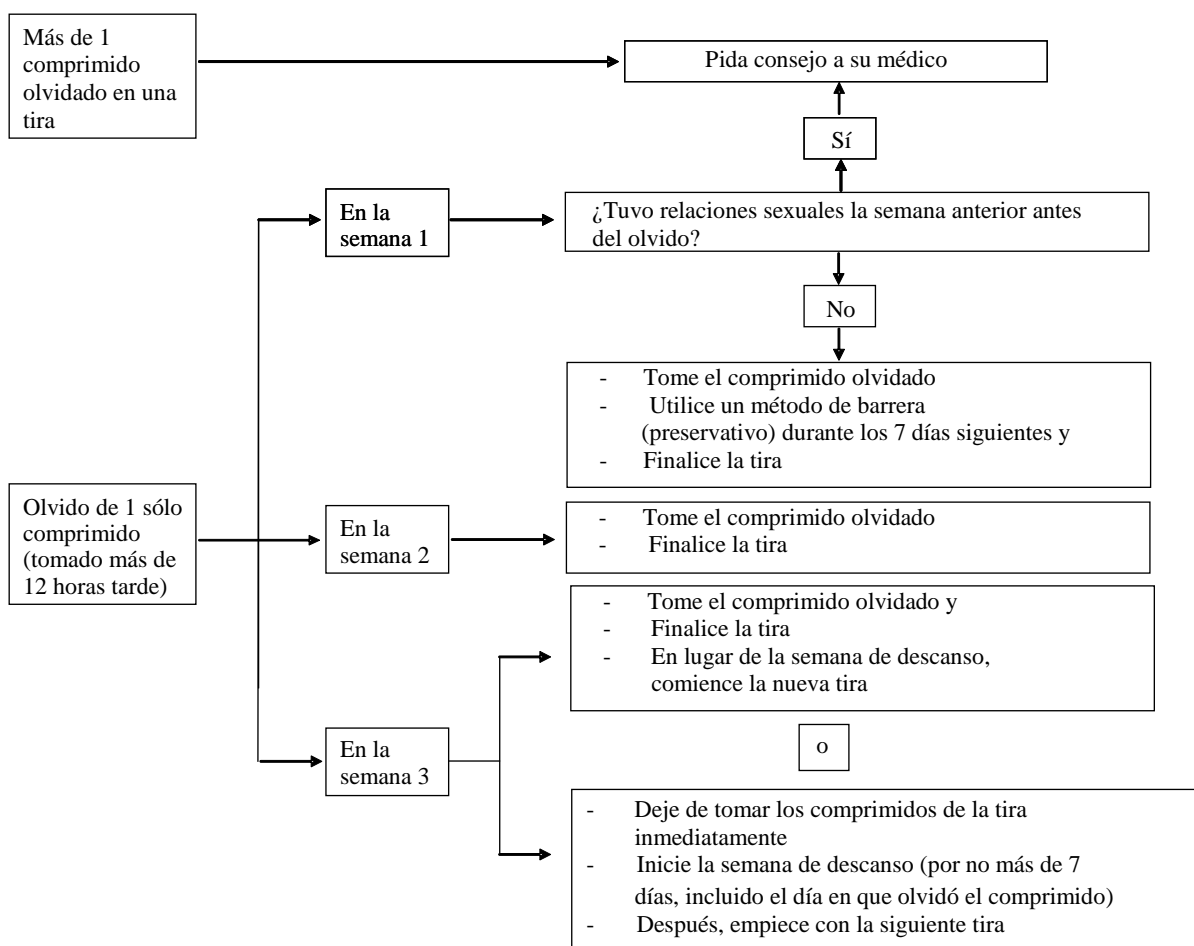 Más de 1
comprimido
olvidado en una
tira
Pida consejo a su médico
Sí
En la
semana 1
¿Tuvo relaciones sexuales la semana anterior antes
del olvido?
No
- Tome el comprimido olvidado
- Utilice un método de barrera
(preservativo) durante los 7 días siguientes y
- Finalice la tira
Olvido de 1 sólo
comprimido
(tomado más de
12 horas tarde)
En la
semana 2
- Tome el comprimido olvidado
- Finalice la tira
- Tome el comprimido olvidado y
- Finalice la tira
- En lugar de la semana de descanso,
comience la nueva tira
o
En la
semana 3
- Deje de tomar los comprimidos de la tira
inmediatamente
- Inicie la semana de descanso (por no más de 7
días, incluido el día en que olvidó el comprimido)
- Después, empiece con la siguiente tira